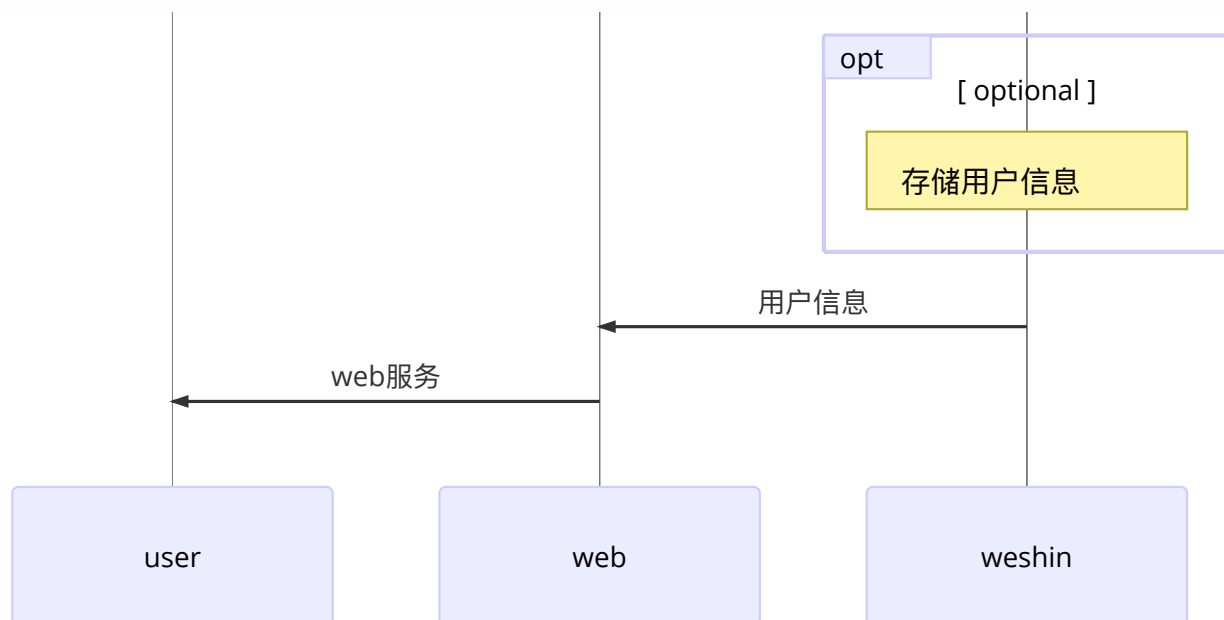 opt
[ optional ]
存储用户信息
用户信息
web服务
user
web
weshin